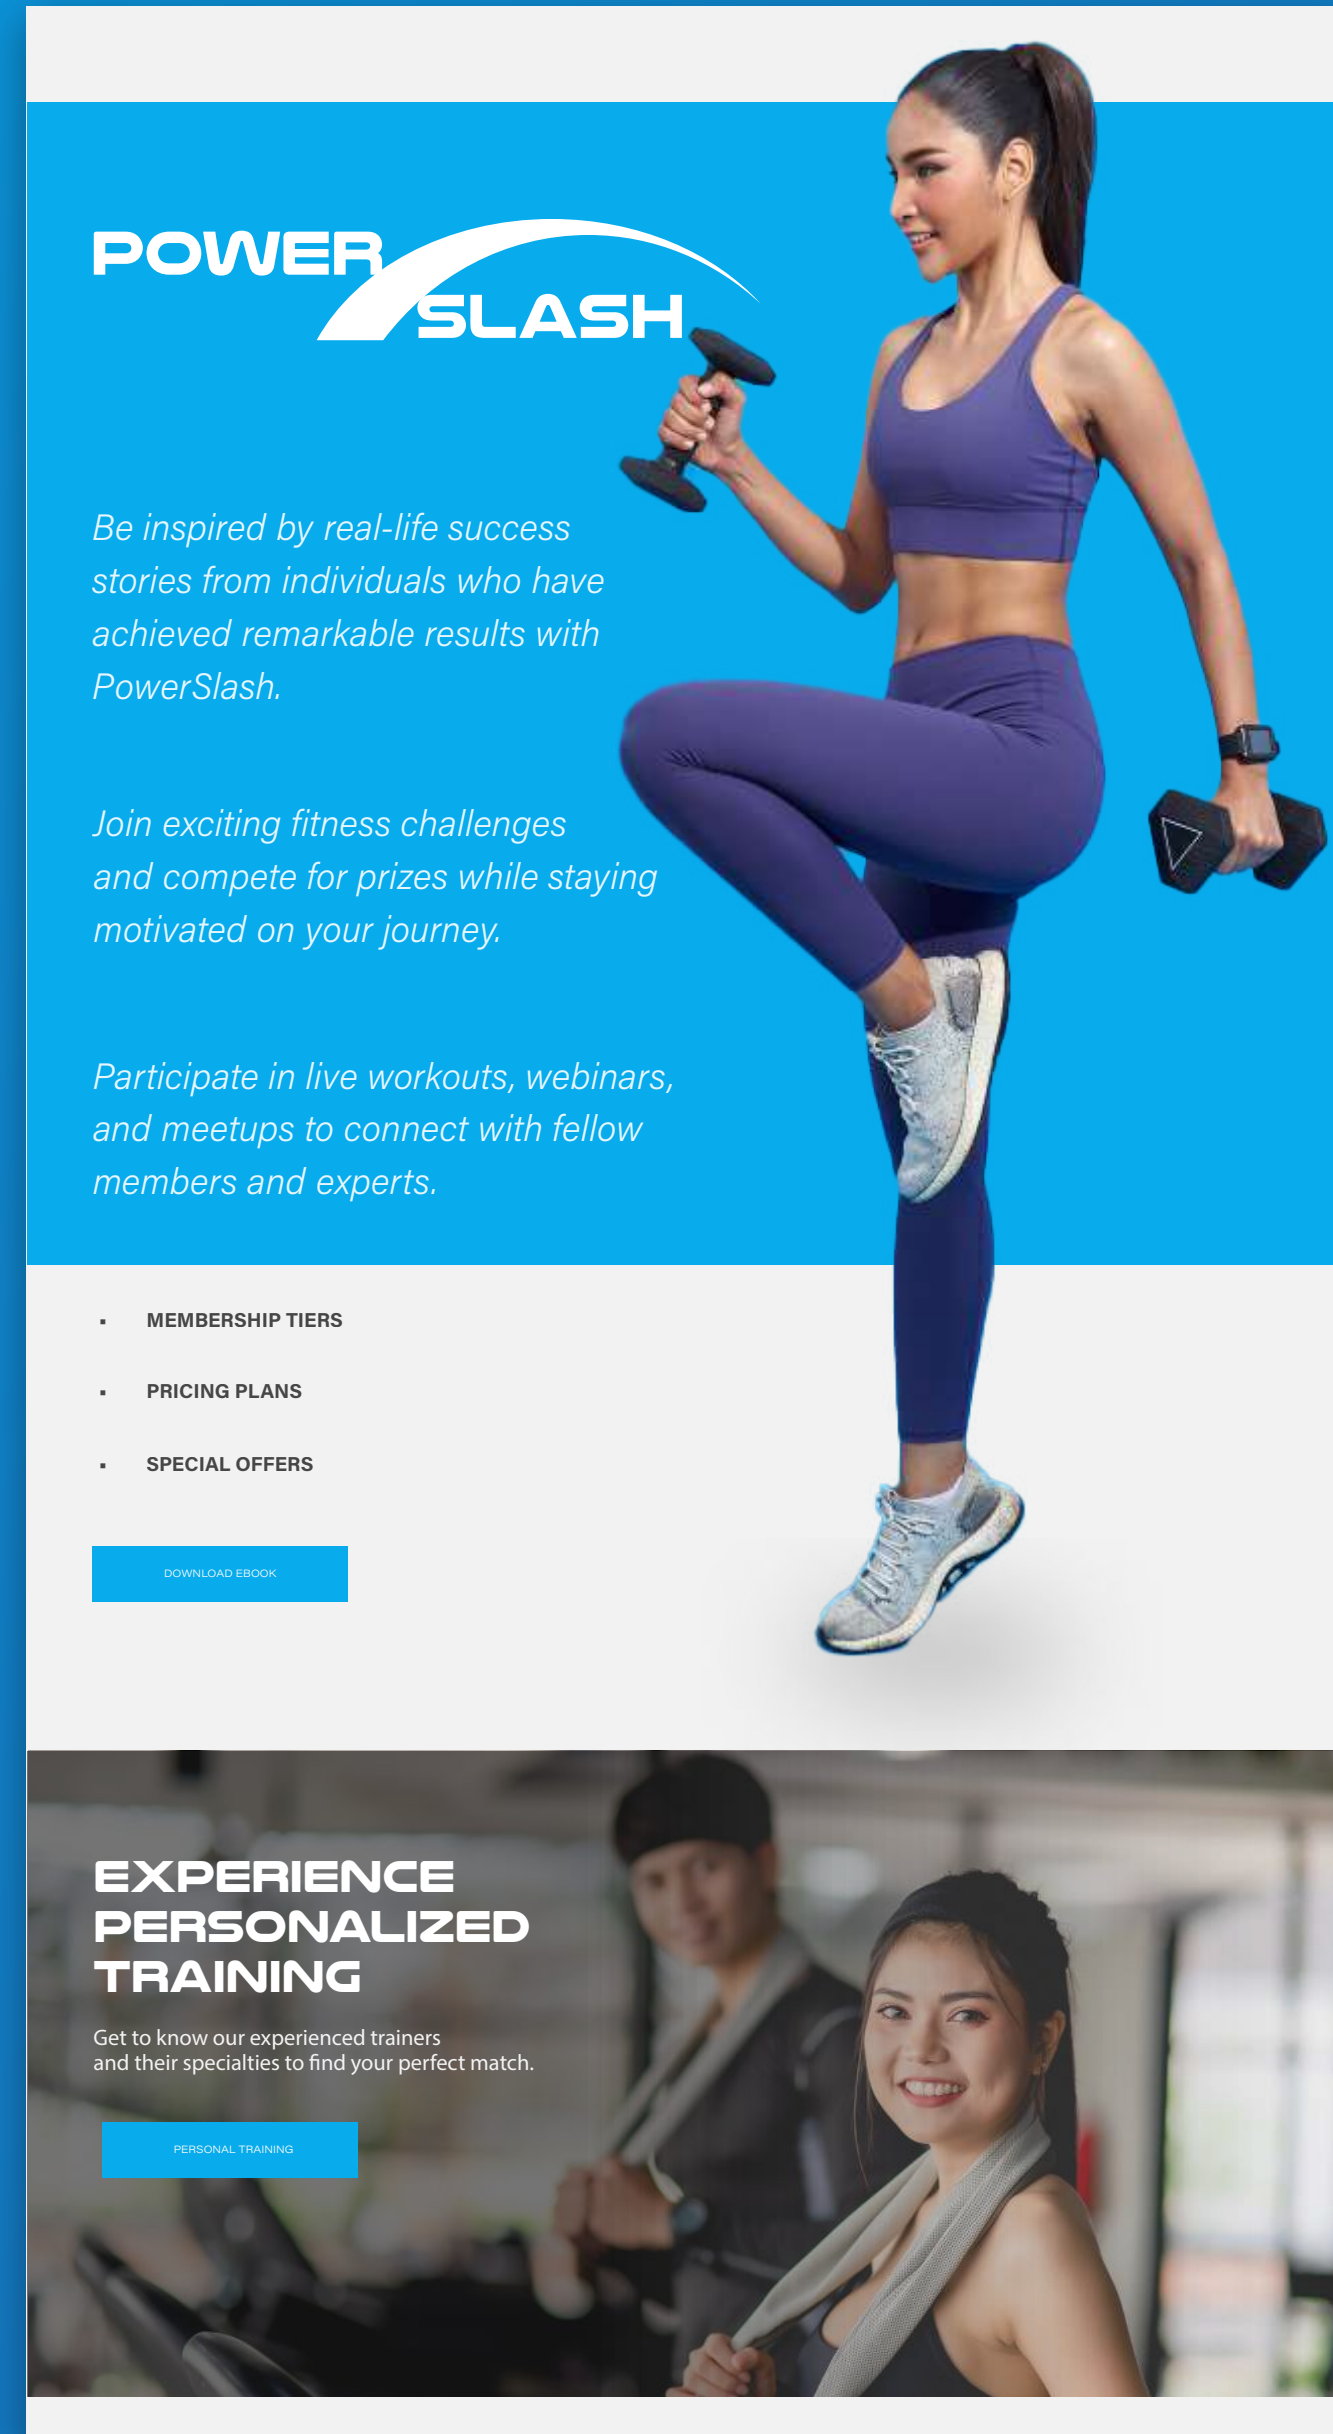 POWER
SLASH
Be inspired by real-life success
stories from individuals who have
achieved remarkable results with
PowerSlash.
Join exciting fitness challenges
and compete for prizes while staying
motivated on your journey.
Participate in live workouts, webinars,
and meetups to connect with fellow
members and experts.
▪ MEMBERSHIP TIERS
▪ PRICING PLANS
▪ SPECIAL OFFERS
DOWNLOAD EBOOK
EXPERIENCE
PERSONALIZED
TRAINING
Get to know our experienced trainers
and their specialties to find your perfect match.
PERSONAL TRAINING